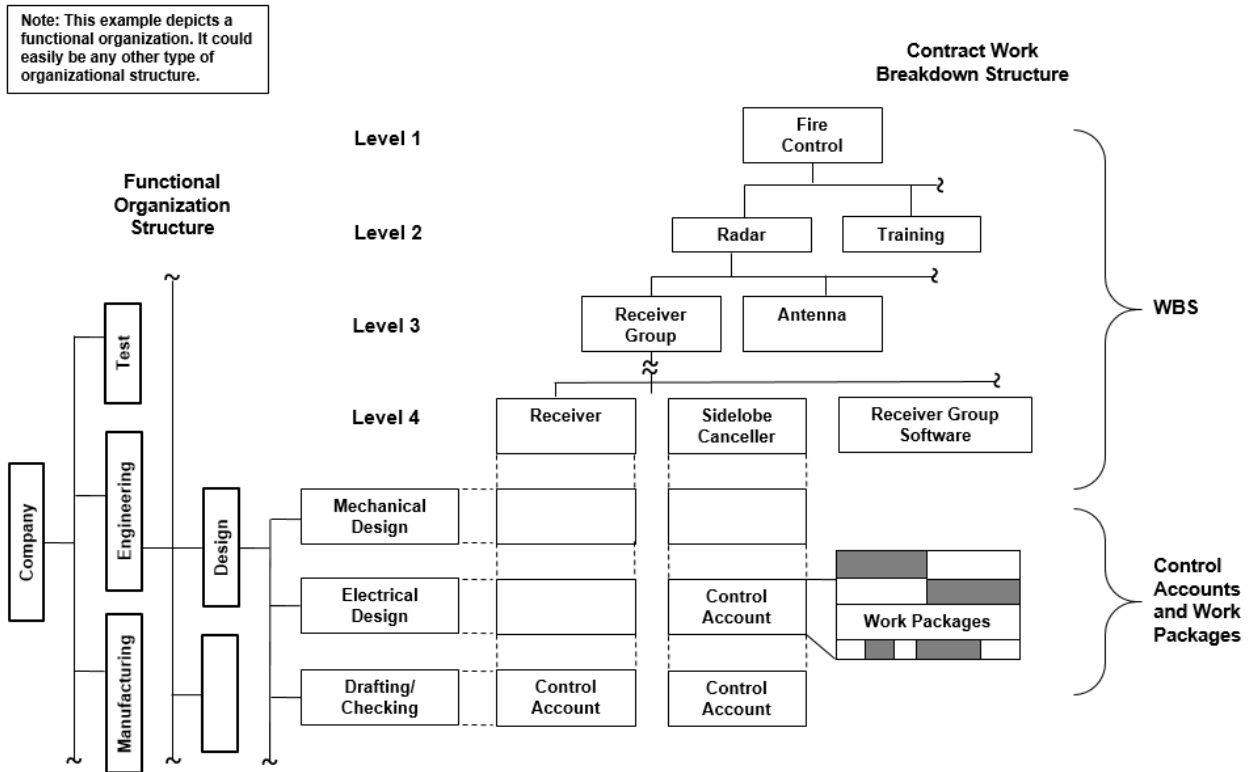 Note: This example depicts a
functional organization. It could
easily be any other type of
organizational structure.
Contract Work
Breakdown Structure
Level 1
Fire
Control
Functional
Organization
Structure
Level 2
Radar
Training
Level 3
Receiver
Group
Antenna
WBS
Test
Level 4
Receiver
Sidelobe
Canceller
Receiver Group
Software
Company
Engineering
Design
Mechanical
Design
Electrical
Design
Control
Account
Work Packages
Control
Accounts
and Work
Packages
Manufacturing
Drafting/
Checking
Control
Account
Control
Account